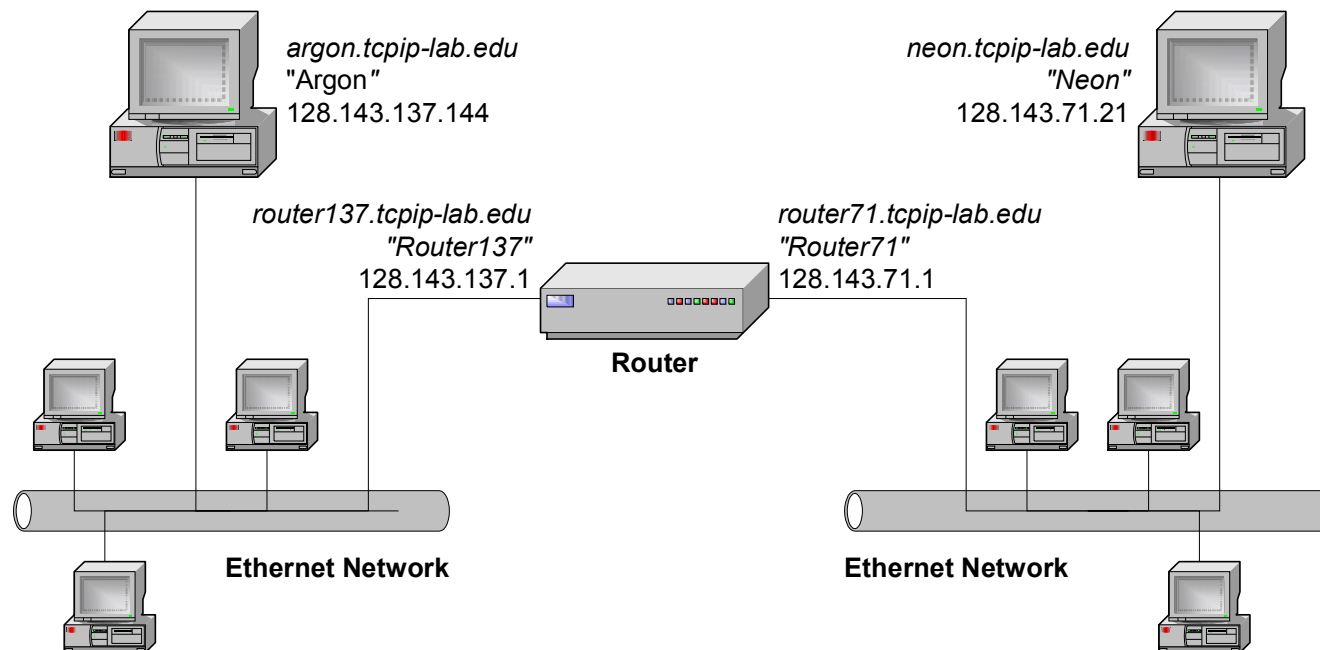 argon.tcpip-lab.edu
"Argon"
128.143.137.144
neon.tcpip-lab.edu
"Neon"
128.143.71.21
router137.tcpip-lab.edu
"Router137"
128.143.137.1
router71.tcpip-lab.edu
"Router71"
128.143.71.1
Router
Ethernet Network
Ethernet Network